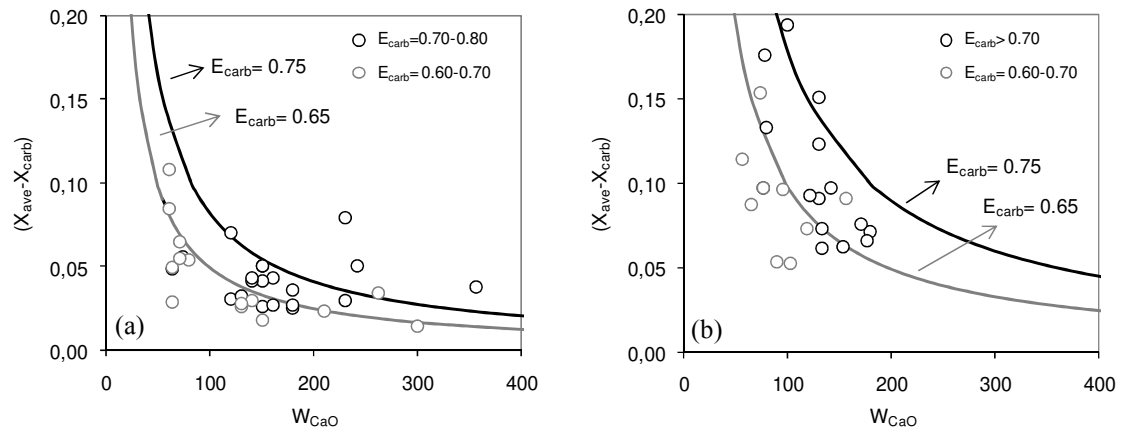 0,20
0,15
0,10
0,05
0,00
(Xave-Xcarb)
Ecarb=0.70-0.80
Ecarb=0.60-0.70
Ecarb= 0.75
Ecarb= 0.65
(a)
0 100 200 300 400
WCaO
0,20
0,15
0,10
0,05
0,00
(Xave-Xcarb)
Ecarb>0.70
Ecarb=0.60-0.70
Ecarb= 0.75
Ecarb= 0.65
(b)
0 100 200 300 400
WCaO